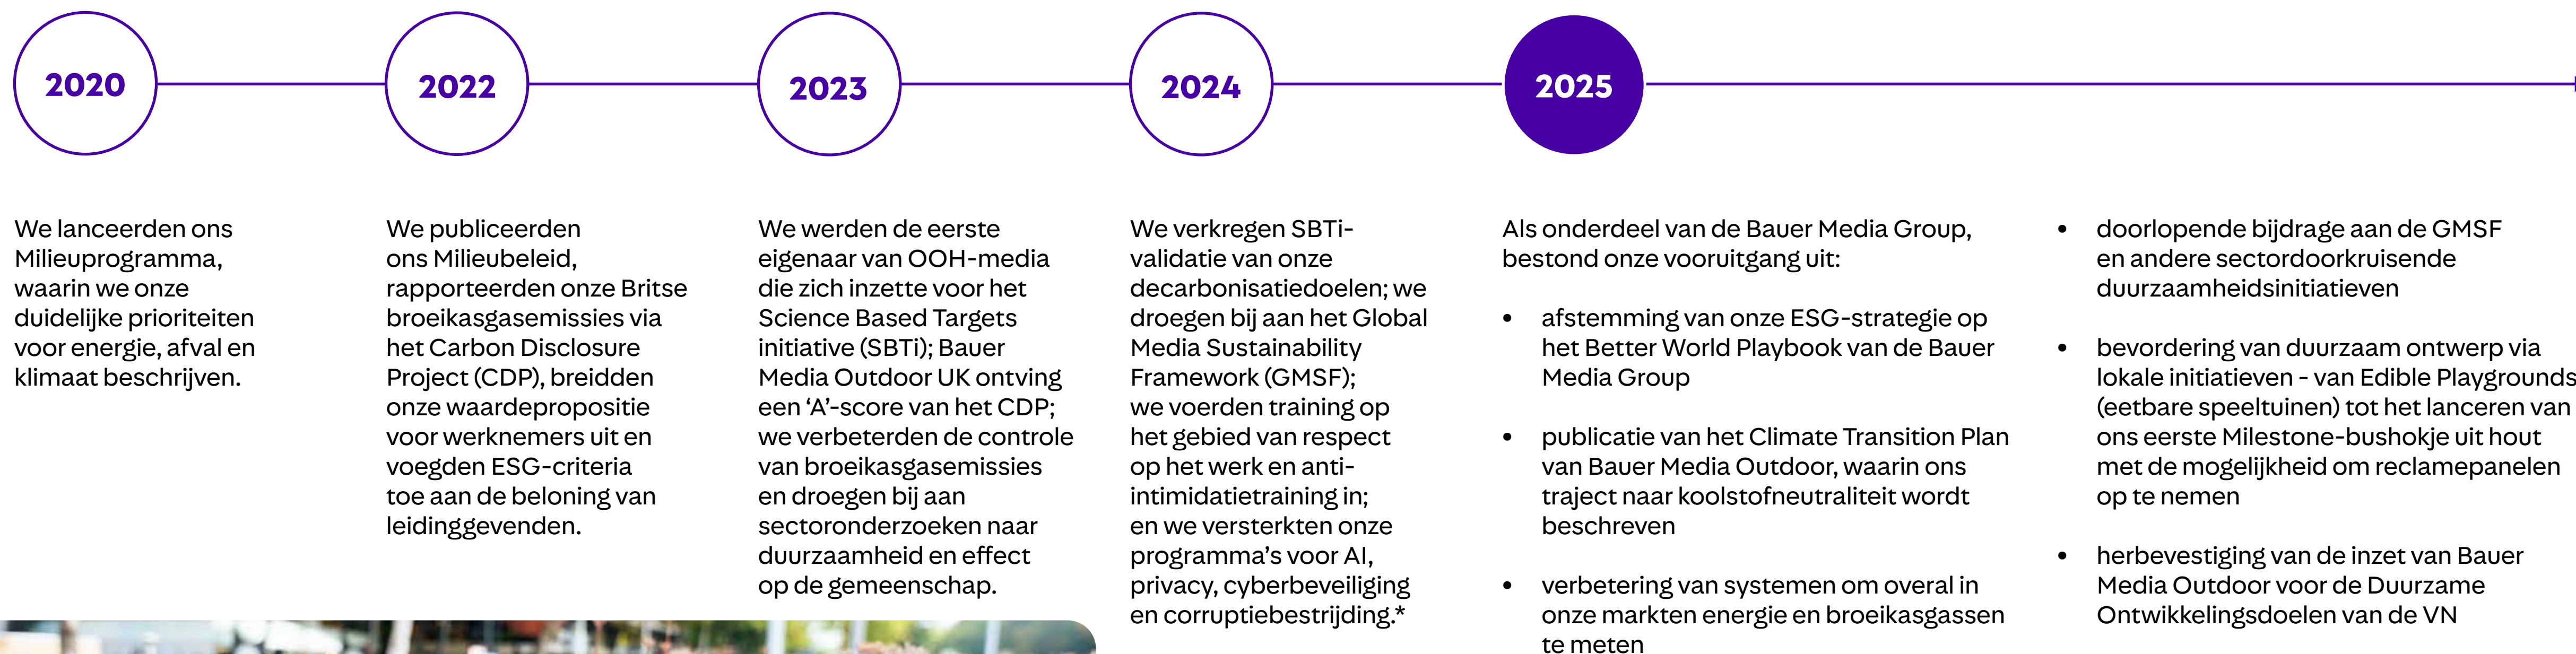 2020
We lanceerden ons
Milieuprogramma,
waarin we onze
duidelijke prioriteiten
voor energie, afval en
klimaat beschrijven.
2022
We publiceerden
ons Milieubeleid,
rapporteerden onze Britse
broeikasgasemissies via
het Carbon Disclosure
Project (CDP), breidden
onze waardepropositie
voor werknemers uit en
voegden ESG-criteria
toe aan de beloning van
leidinggevenden.
2023
We werden de eerste
eigenaar van OOH-media
die zich inzette voor het
Science Based Targets
initiative (SBTi); Bauer
Media Outdoor UK ontving
een ‘A’-score van het CDP;
we verbeterden de controle
van broeikasgasemissies
en droegen bij aan
sectoronderzoeken naar
duurzaamheid en effect
op de gemeenschap.
2024
We verkregen SBTi-
validatie van onze
decarbonisatiedoelen; we
droegen bij aan het Global
Media Sustainability
Framework (GMSF);
we voerden training op
het gebied van respect
op het werk en anti-
intimidatietraining in;
en we versterkten onze
programma’s voor AI,
privacy, cyberbeveiliging
en corruptiebestrijding.*
2025
Als onderdeel van de Bauer Media Group,
bestond onze vooruitgang uit:
• afstemming van onze ESG-strategie op
het Better World Playbook van de Bauer
Media Group
• publicatie van het Climate Transition Plan
van Bauer Media Outdoor, waarin ons
traject naar koolstofneutraliteit wordt
beschreven
• verbetering van systemen om overal in
onze markten energie en broeikasgassen
te meten
• doorlopende bijdrage aan de GMSF
en andere sectordoorkruisende
duurzaamheidsinitiatieven
• bevordering van duurzaam ontwerp via
lokale initiatieven - van Edible Playgrounds
(eetbare speeltuinen) tot het lanceren van
ons eerste Milestone-bushokje uit hout
met de mogelijkheid om reclamepanelen
op te nemen
• herbevestiging van de inzet van Bauer
Media Outdoor voor de Duurzame
Ontwikkelingsdoelen van de VN